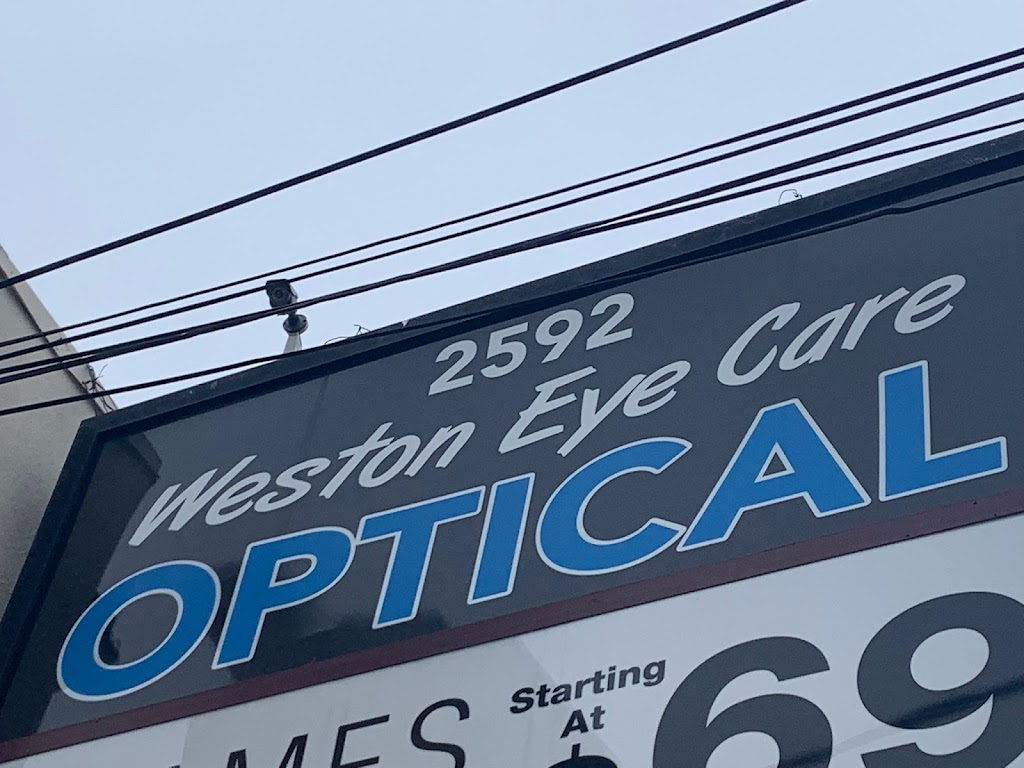 2592
Weston Eye Care
OPTICAL
Starting
At
$69